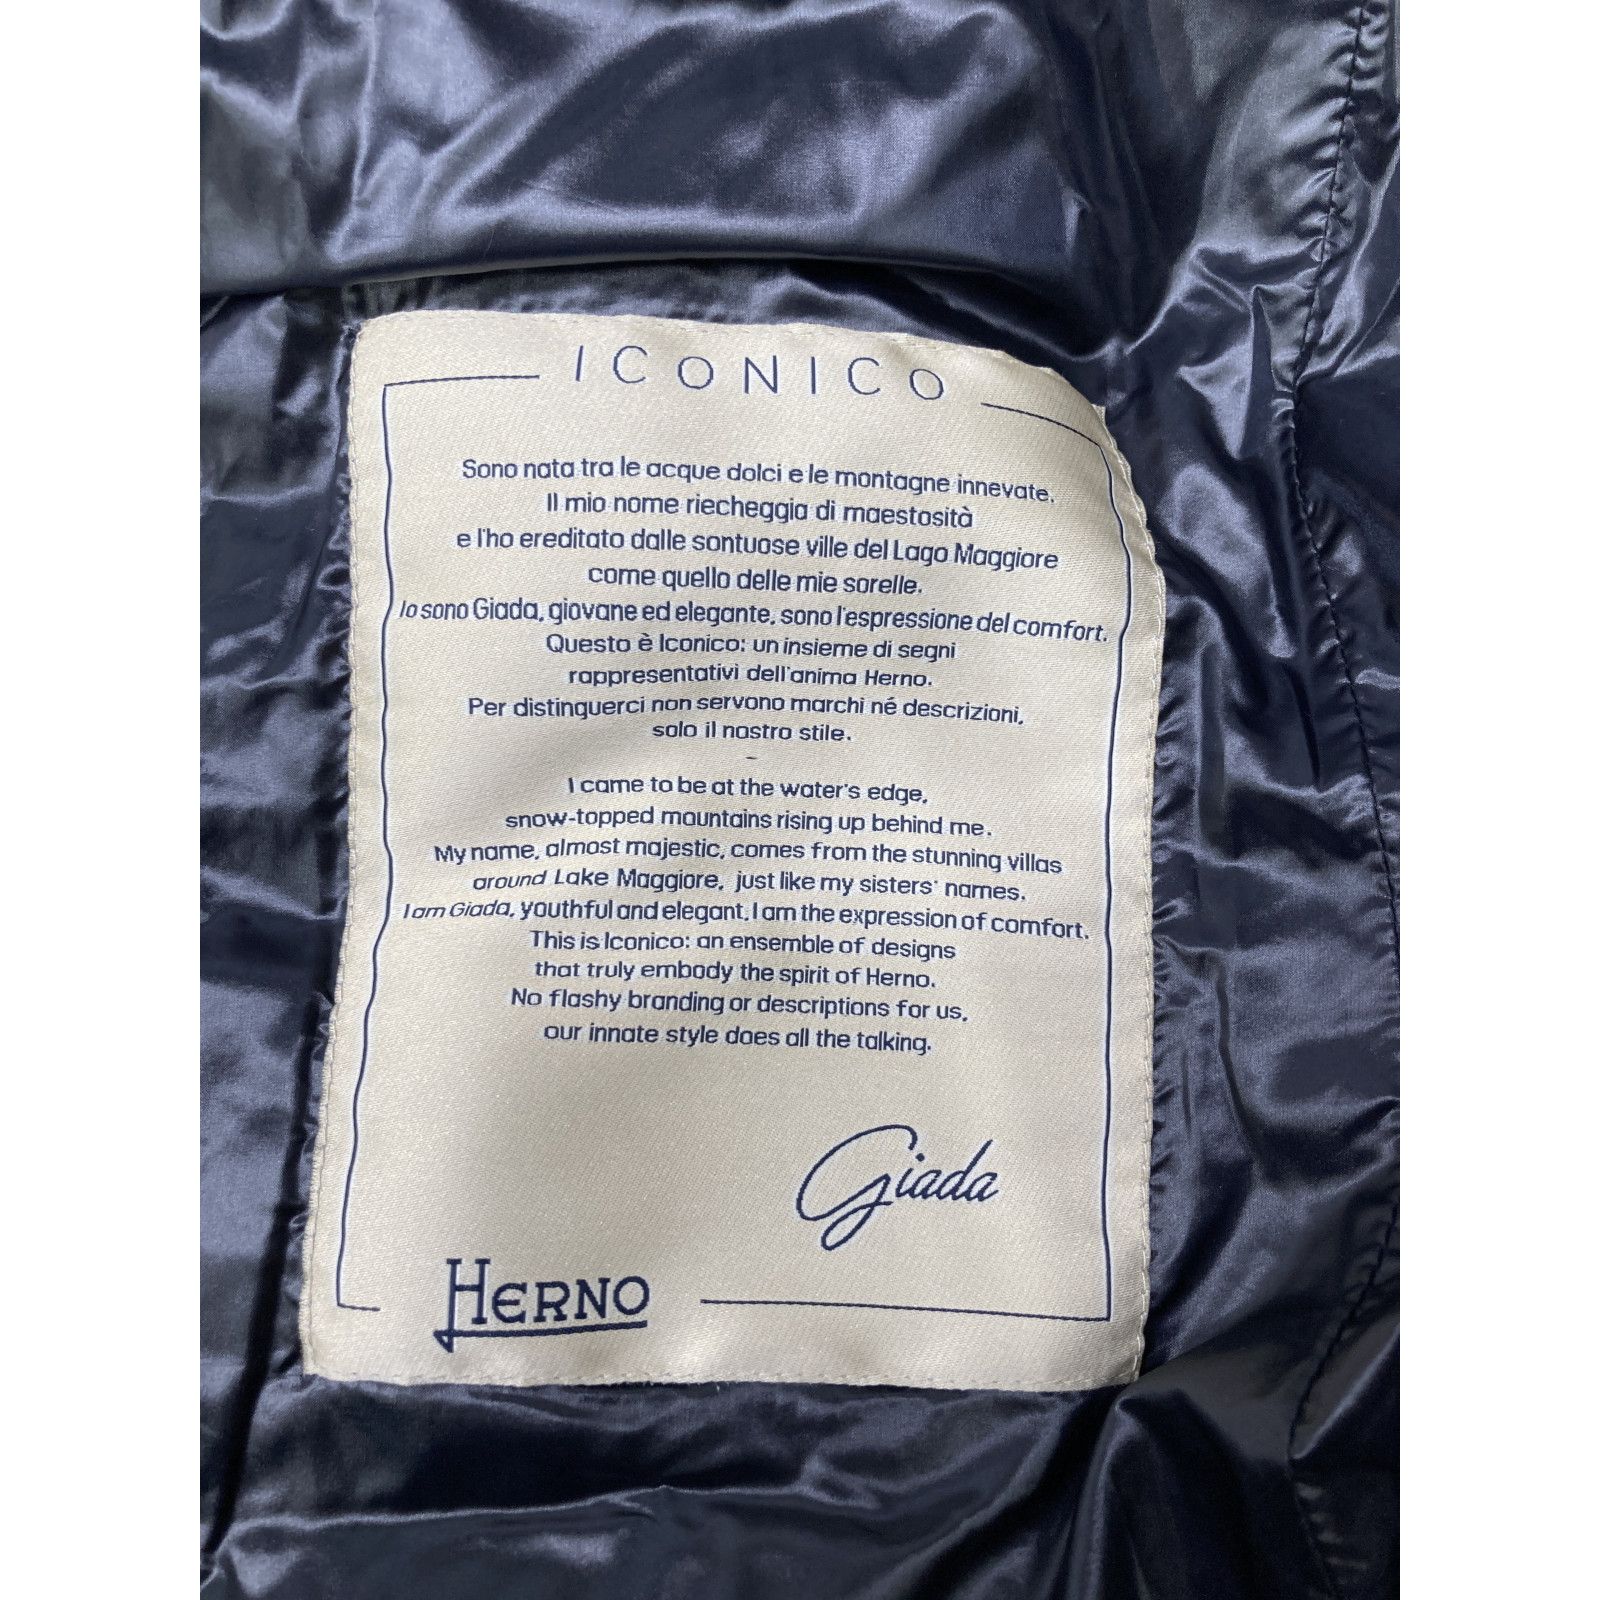 ICONICO
Sono nata tra le acque dolci e le montagne innevate.
Il mio nome riecheggia di maestosità
e l'ho ereditato dalle sontuose ville del Lago Maggiore
come quello delle mie sorelle.
Io sono Giada, giovane ed elegante, sono l'espressione del comfort.
Questo è Iconico: un insieme di segni
rappresentativi dell'anima Herno.
Per distinguerci non servono marchi né descrizioni,
solo il nostro stile.
-
I came to be at the water's edge,
snow-topped mountains rising up behind me.
My name, almost majestic, comes from the stunning villas
around Lake Maggiore, just like my sisters' names.
I am Giada, youthful and elegant, I am the expression of comfort.
This is Iconico: an ensemble of designs
that truly embody the spirit of Herno.
No flashy branding or descriptions for us,
our innate style does all the talking.
Giada
HERNO